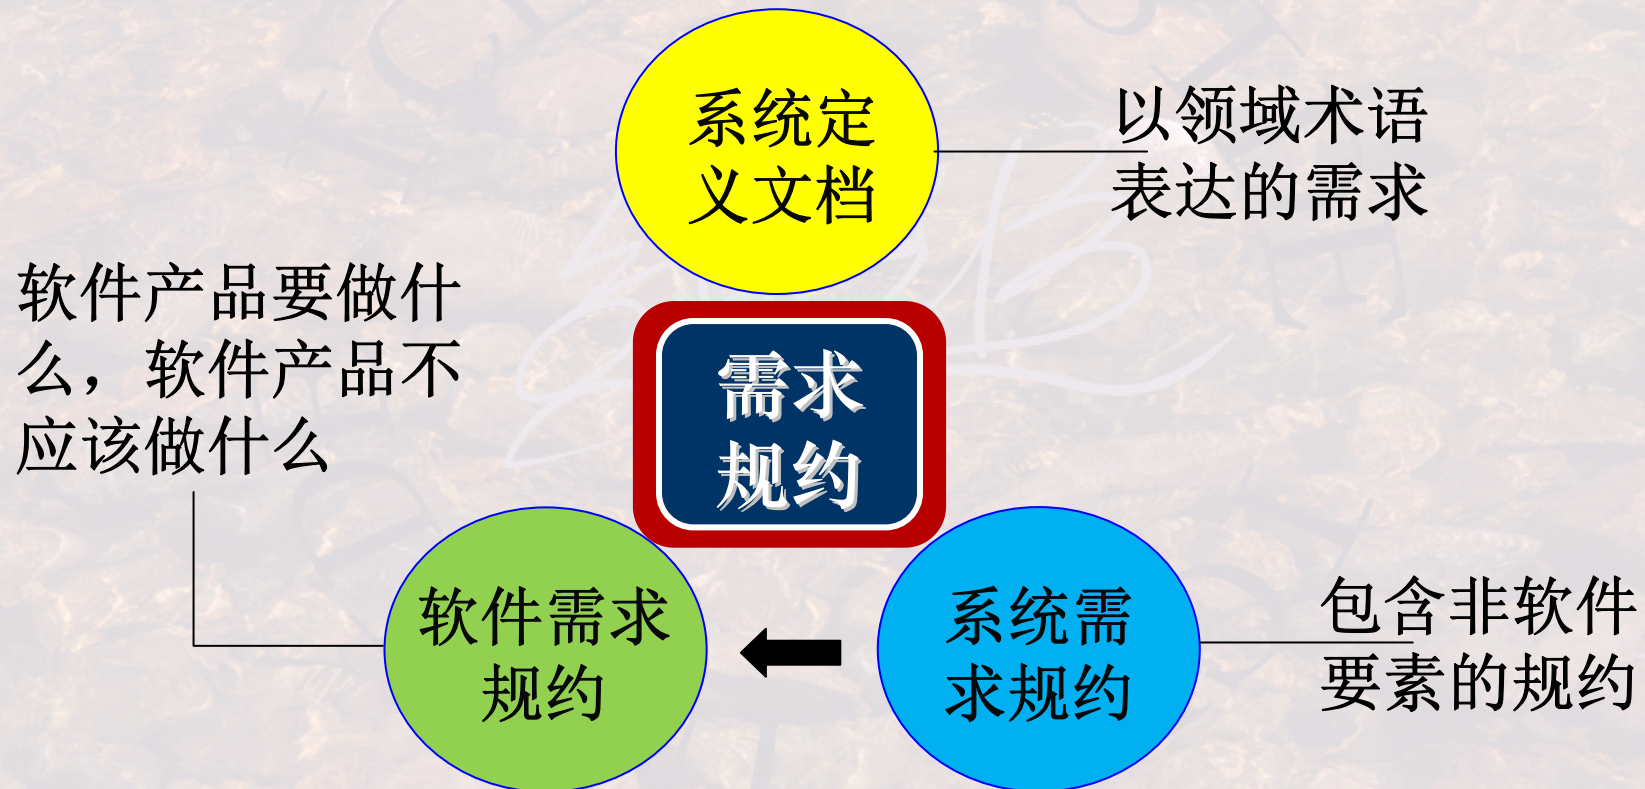 系统定
义文档
以领域术语
表达的需求
软件产品要做什
么，软件产品不
应该做什么
需求
规约
软件需求
规约
系统需
求规约
包含非软件
要素的规约